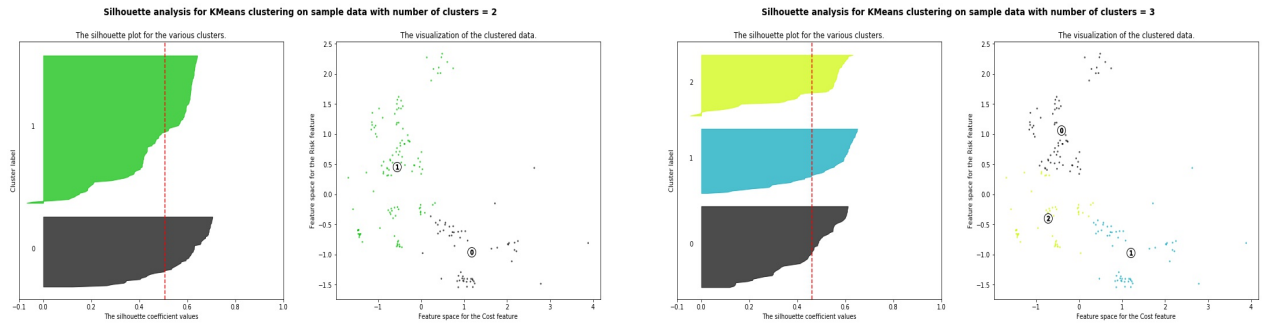 Silhouette analysis for KMeans clustering on sample data with number of clusters = 2
The silhouette plot for the various clusters.
Cluster label
1
0
−0.1 0.0 0.2 0.4 0.6 0.8 1.0
The silhouette coefficient values
The visualization of the clustered data.
Feature space for the Risk feature
2.5
2.0
1.5
1.0
0.5
0.0
−0.5
−1.0
−1.5
1
0
−1 0 1 2 3 4
Feature space for the Cost feature
Silhouette analysis for KMeans clustering on sample data with number of clusters = 3
The silhouette plot for the various clusters.
Cluster label
2
1
0
−0.1 0.0 0.2 0.4 0.6 0.8 1.0
The silhouette coefficient values
The visualization of the clustered data.
Feature space for the Risk feature
2.5
2.0
1.5
1.0
0.5
0.0
−0.5
−1.0
−1.5
0
2
1
−1 0 1 2 3 4
Feature space for the Cost feature